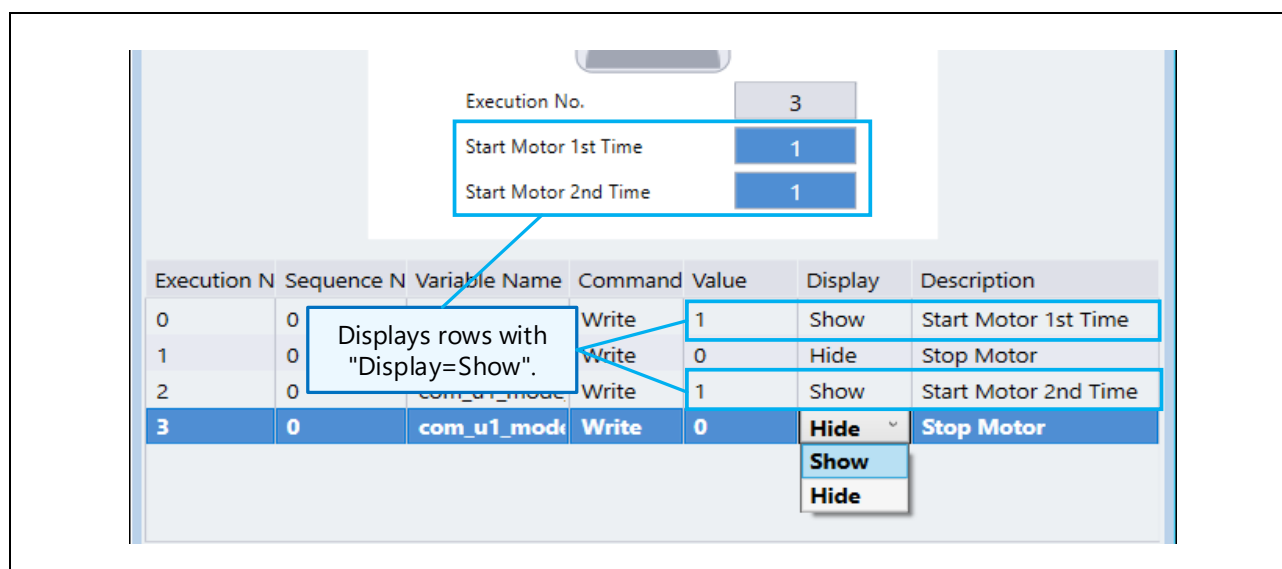 Execution No. 3
Start Motor 1st Time 1
Start Motor 2nd Time 1
Execution N Sequence N Variable Name Command Value Display Description
0 0 Write 1 Show Start Motor 1st Time
Displays rows with
"Display=Show".
1 0 Write 0 Hide Stop Motor
2 0 com_u1_mode Write 1 Show Start Motor 2nd Time
3 0 com_u1_mode Write 0 Hide Stop Motor
Show
Hide